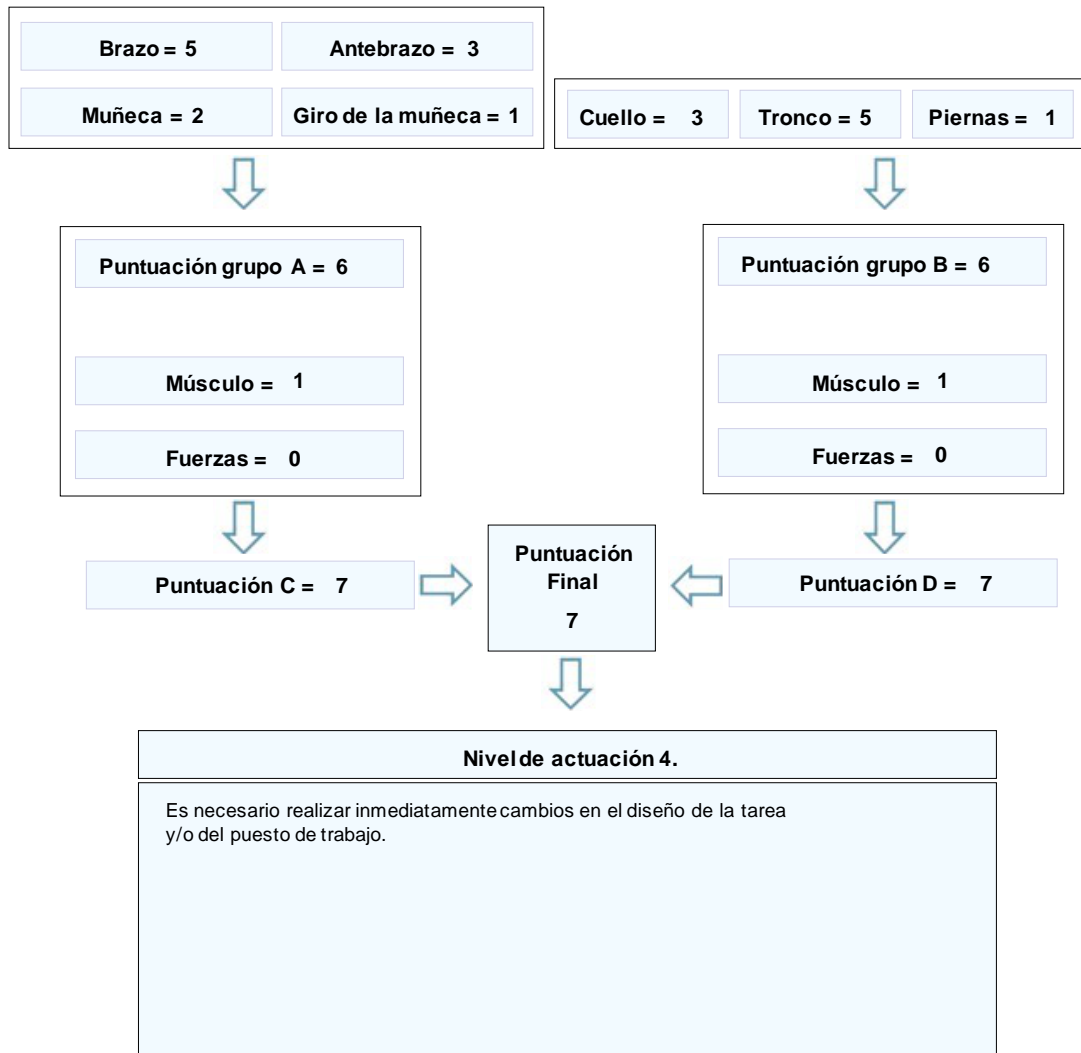 Brazo = 5
Antebrazo = 3
Muñeca = 2
Giro de la muñeca = 1
Cuello = 3
Tronco = 5
Piernas = 1
Puntuación grupo A = 6
Músculo = 1
Fuerzas = 0
Puntuación grupo B = 6
Músculo = 1
Fuerzas = 0
Puntuación C = 7
Puntuación
Final
7
Puntuación D = 7
Nivel de actuación 4.
Es necesario realizar inmediatamente cambios en el diseño de la tarea
y/o del puesto de trabajo.